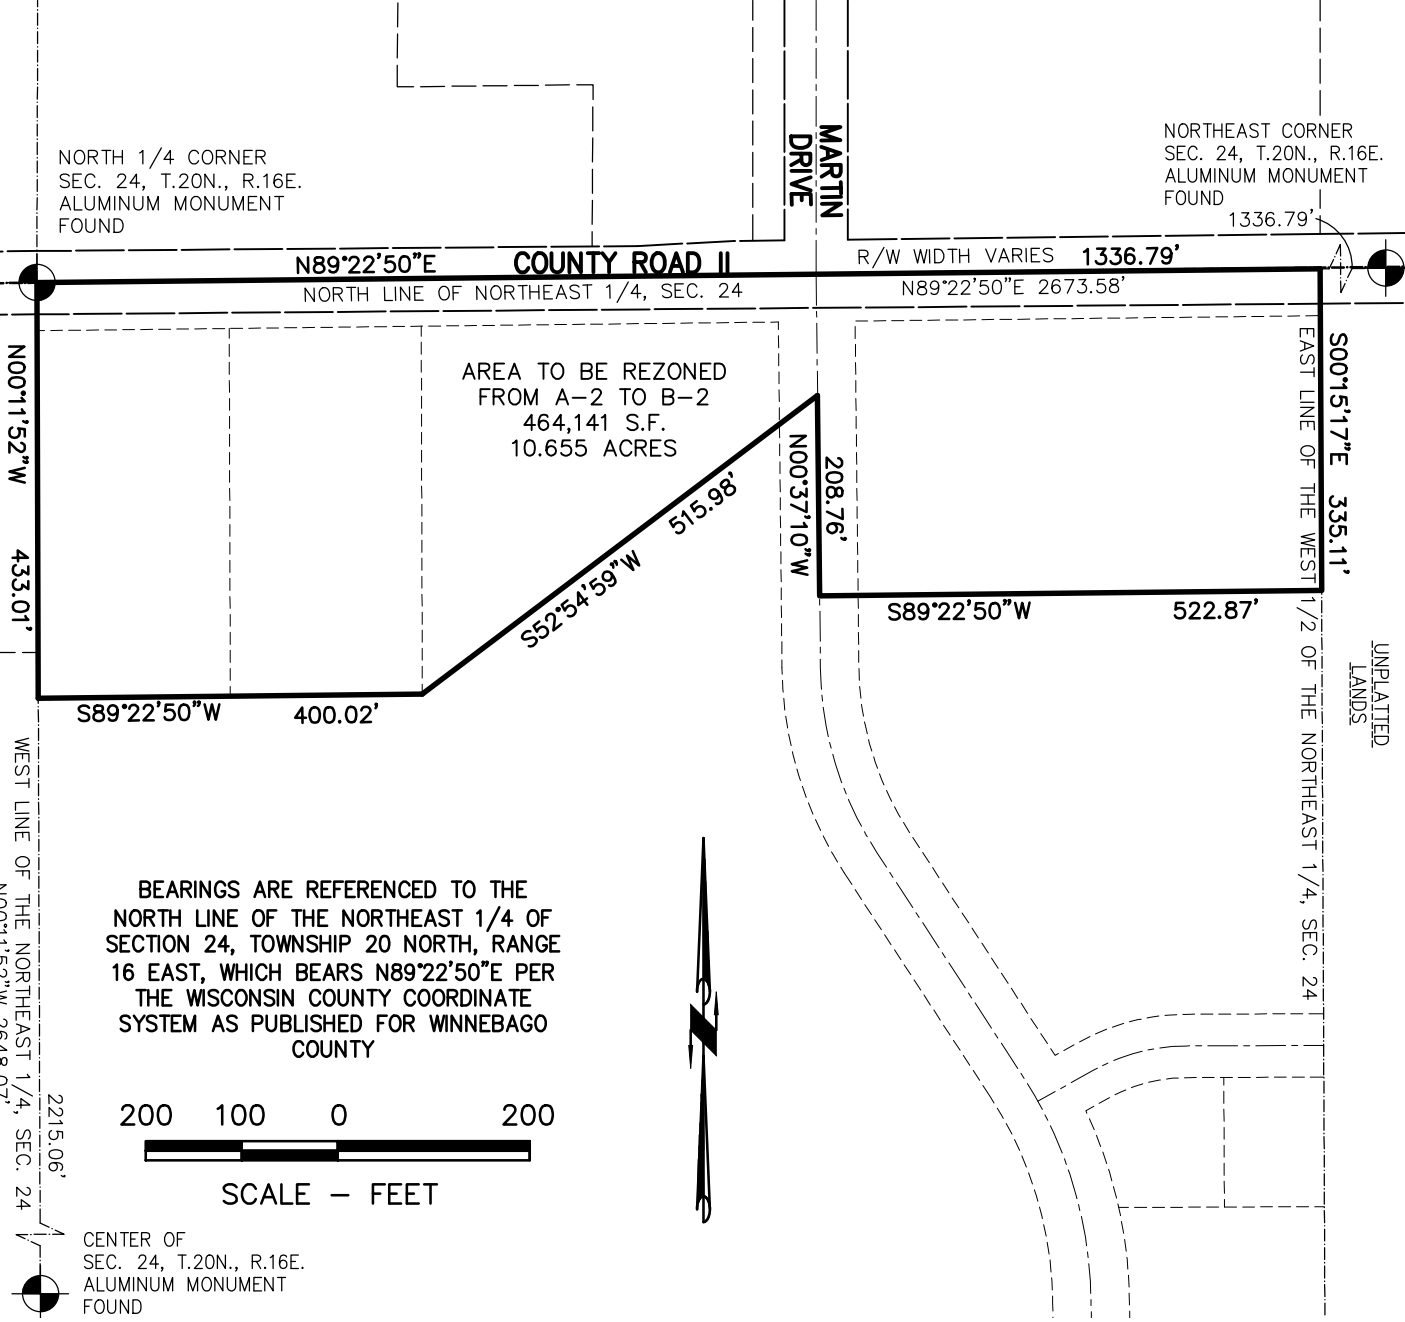 MARTIN
DRIVE
NORTH 1/4 CORNER
SEC. 24, T.20N., R.16E.
ALUMINUM MONUMENT
FOUND
NORTHEAST CORNER
SEC. 24, T.20N., R.16E.
ALUMINUM MONUMENT
FOUND
1336.79'
N89°22'50"E
COUNTY ROAD II
R/W WIDTH VARIES
1336.79'
NORTH LINE OF NORTHEAST 1/4, SEC. 24
N89°22'50"E 2673.58'
N00°11'52"W 433.01'
AREA TO BE REZONED
FROM A-2 TO B-2
464,141 S.F.
10.655 ACRES
S52°54'59"W 515.98'
N00°37'10"W
208.76'
S00°15'17"E 335.11'
EAST LINE OF THE WEST 1/2 OF THE NORTHEAST 1/4, SEC. 24
S89°22'50"W 522.87'
S89°22'50"W 400.02'
UNPLATTED
LANDS
WEST LINE OF THE NORTHEAST 1/4, SEC. 24
N00°11'52"W 2648.07'
2215.06'
BEARINGS ARE REFERENCED TO THE
NORTH LINE OF THE NORTHEAST 1/4 OF
SECTION 24, TOWNSHIP 20 NORTH, RANGE
16 EAST, WHICH BEARS N89°22'50"E PER
THE WISCONSIN COUNTY COORDINATE
SYSTEM AS PUBLISHED FOR WINNEBAGO
COUNTY
200 100 0 200
SCALE - FEET
CENTER OF
SEC. 24, T.20N., R.16E.
ALUMINUM MONUMENT
FOUND